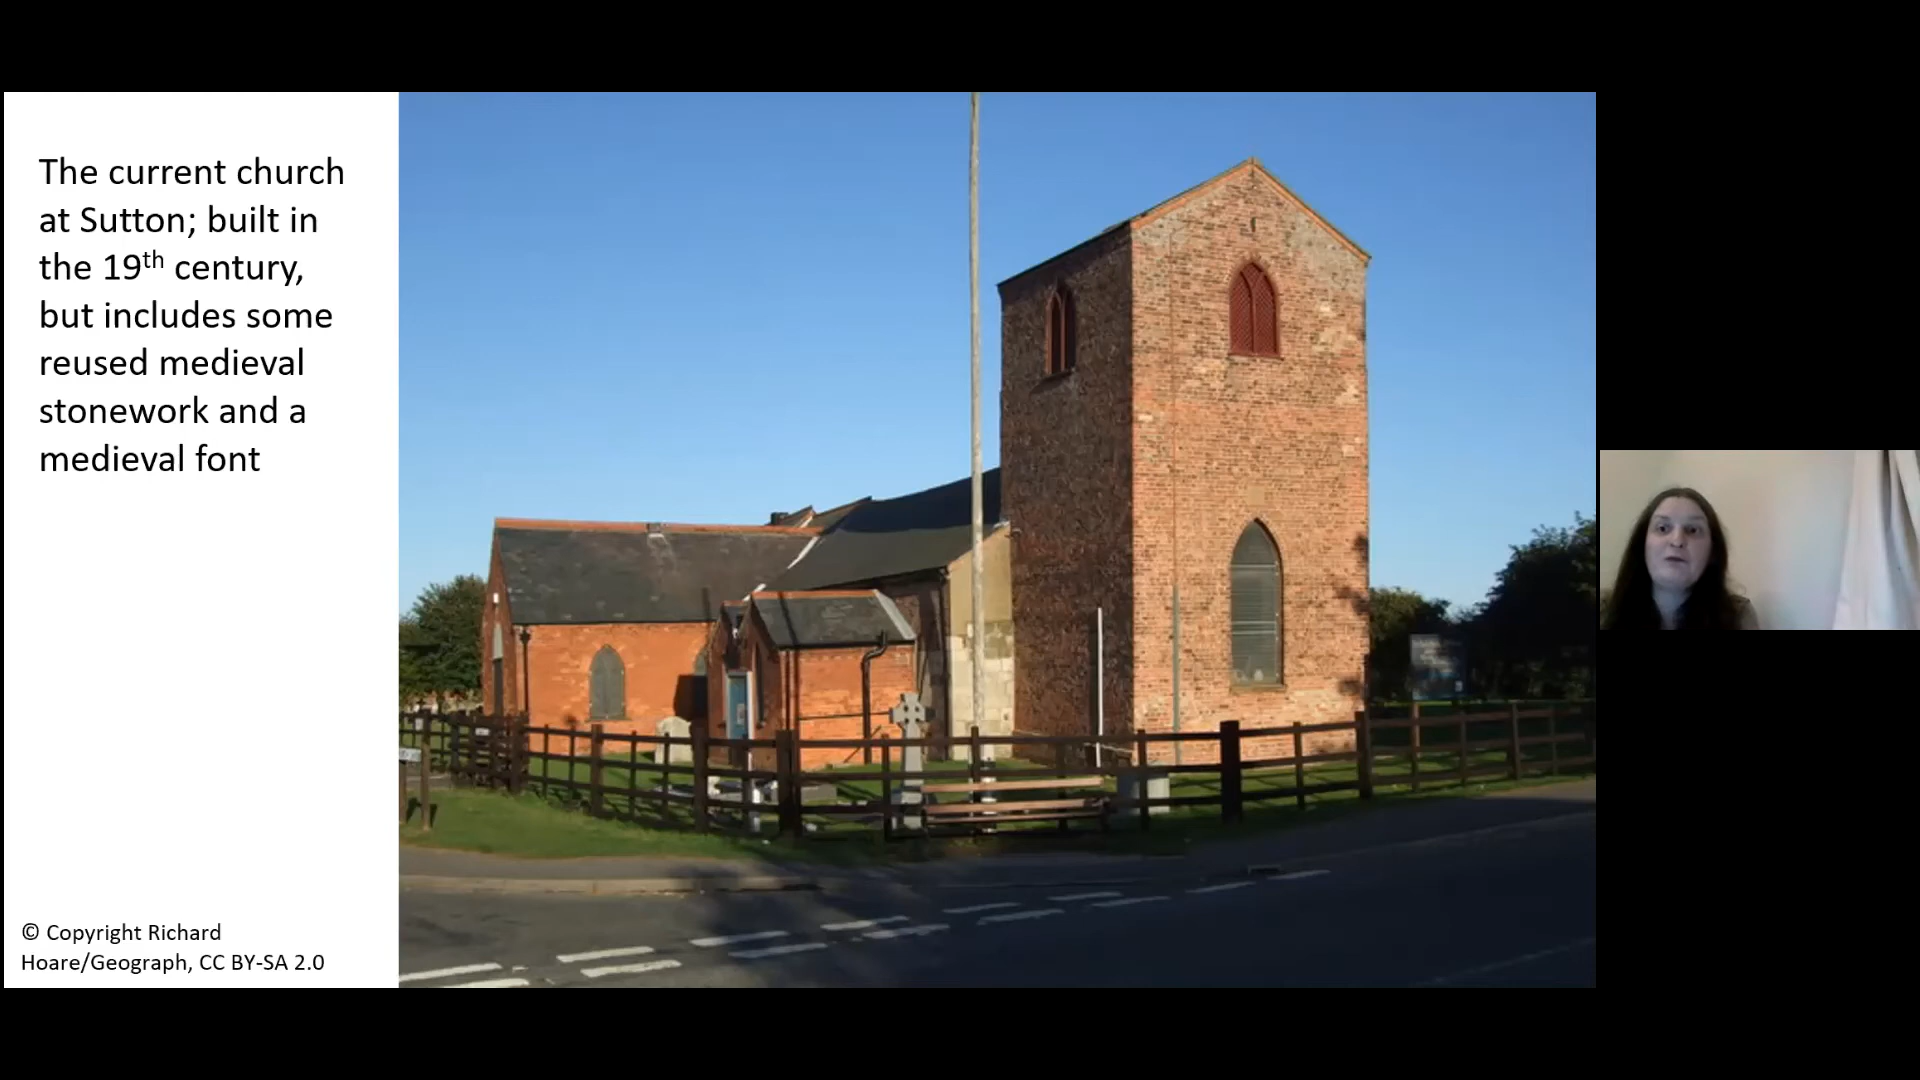 The current church
at Sutton; built in
the 19th century,
but includes some
reused medieval
stonework and a
medieval font
© Copyright Richard
Hoare/Geograph, CC BY-SA 2.0